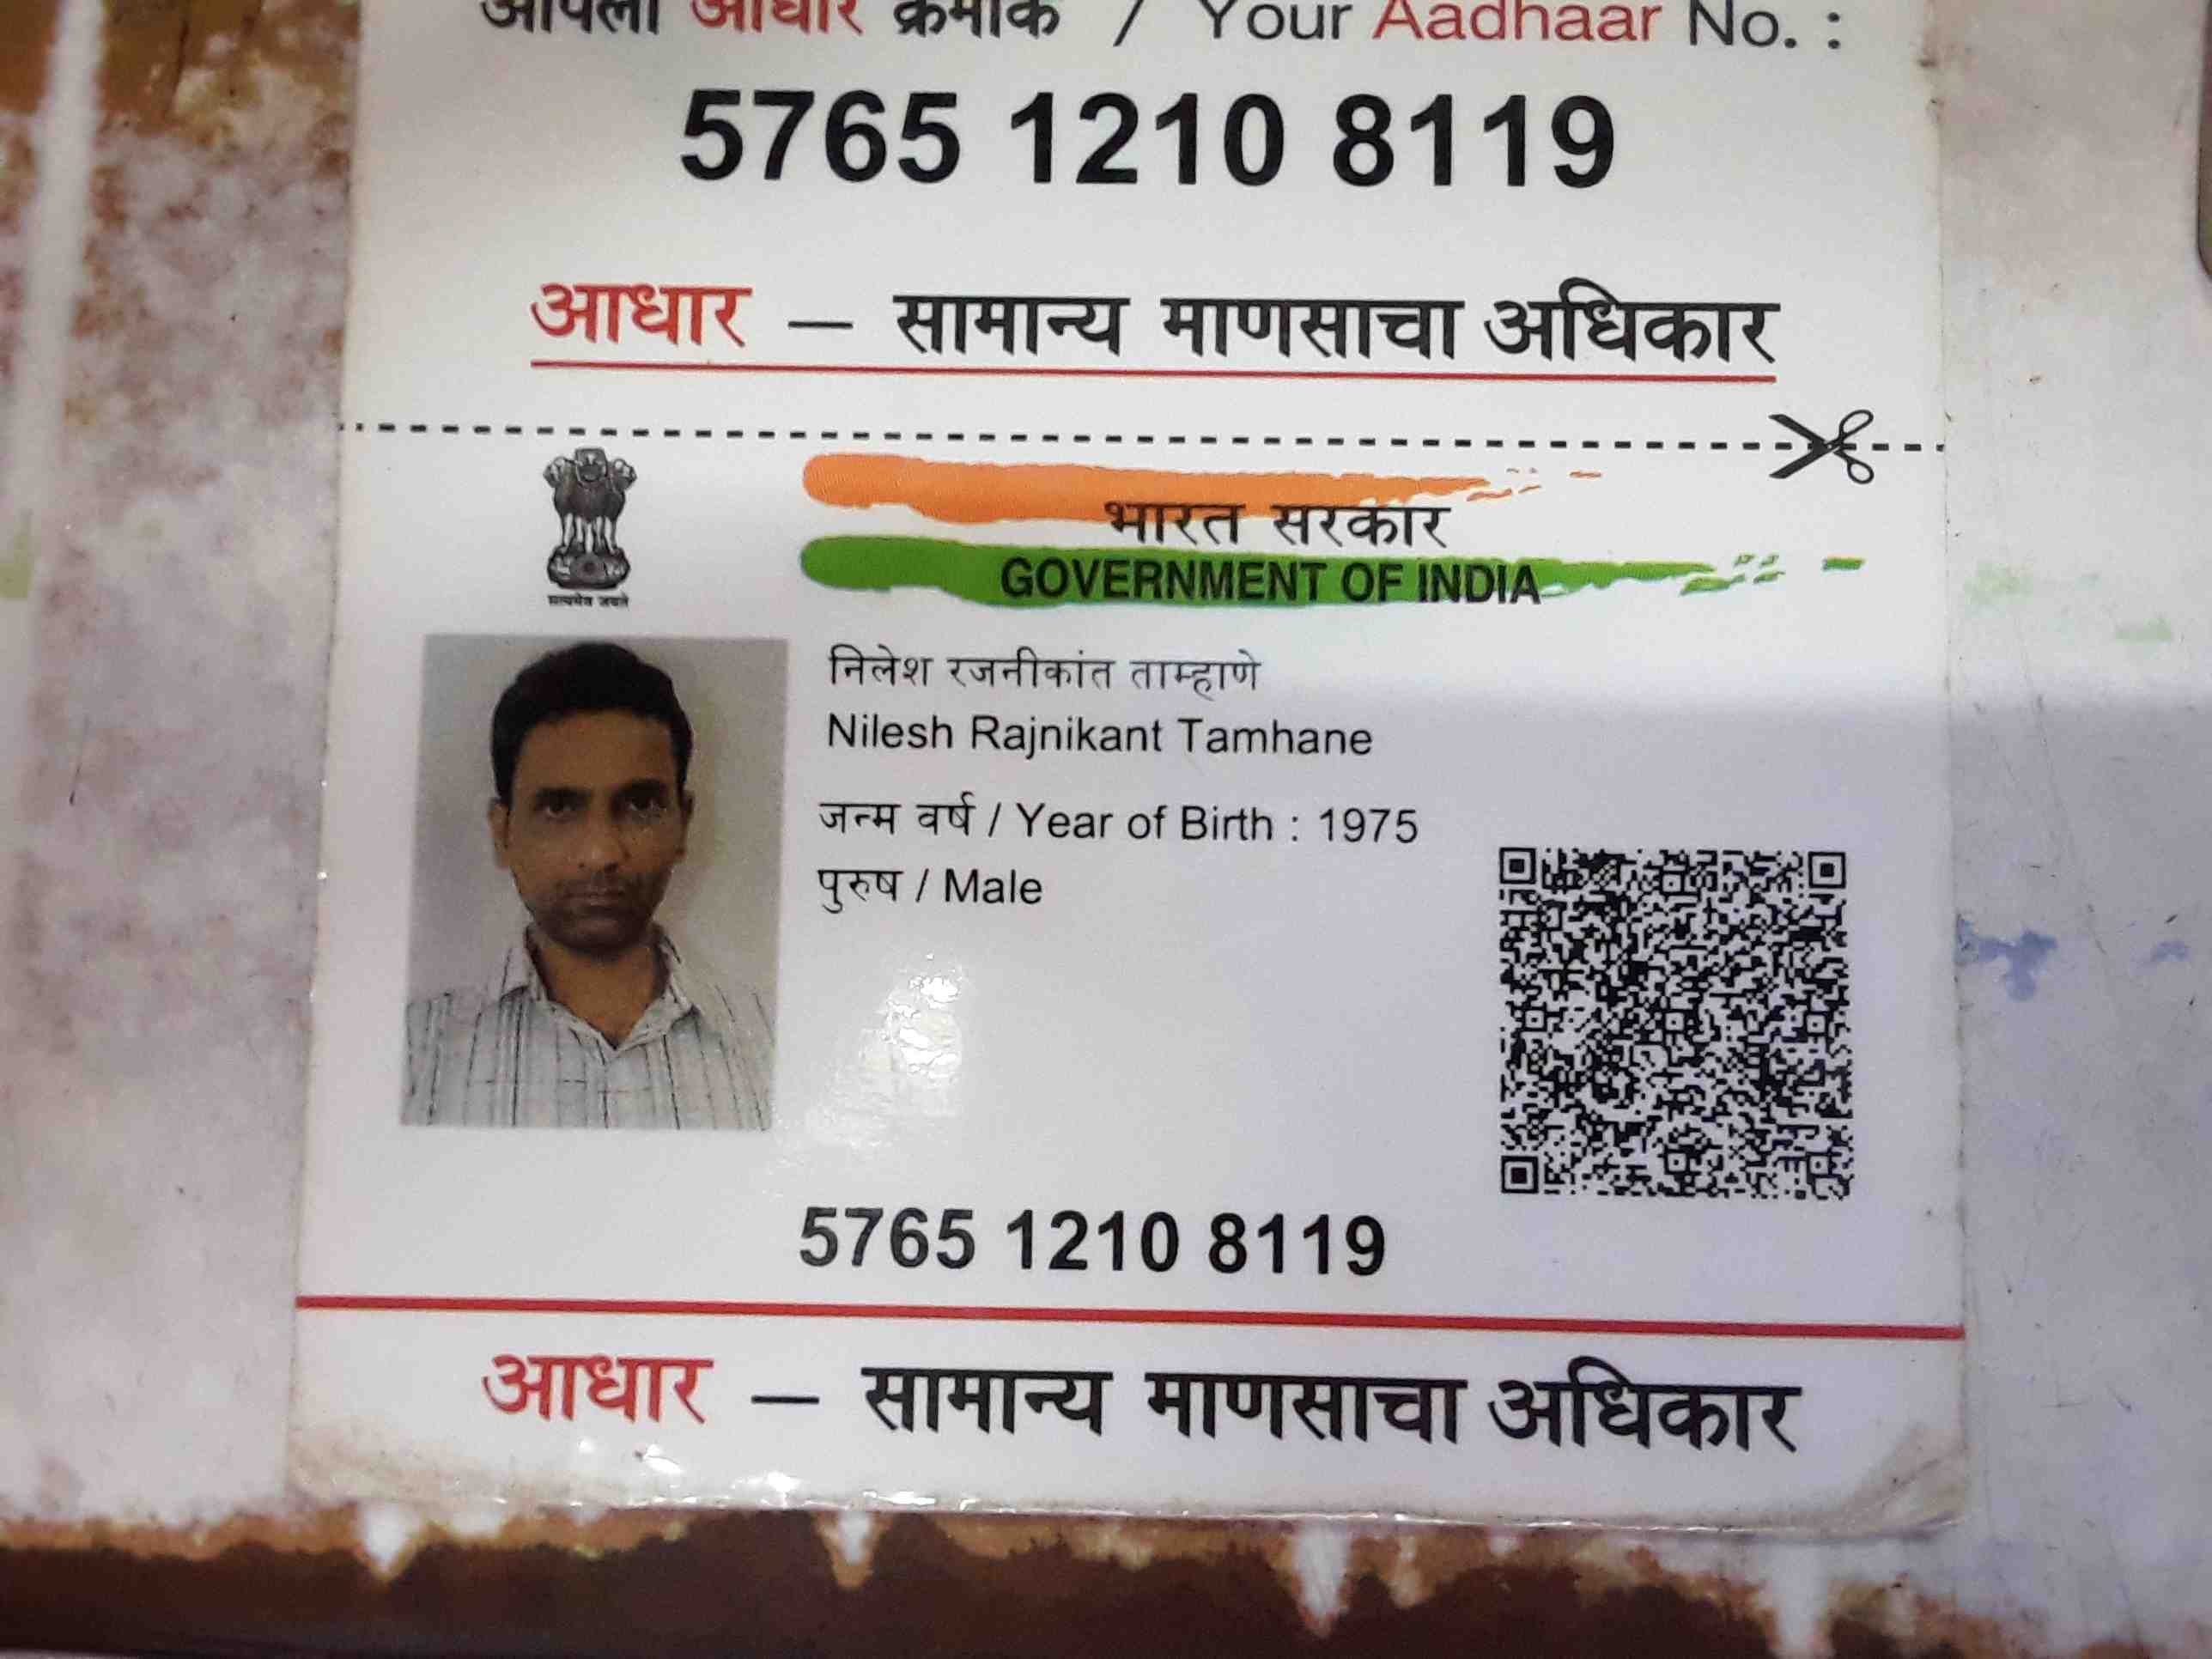 आपला आधार क्रमांक / Your Aadhaar No. :
5765 1210 8119
आधार – सामान्य माणसाचा अधिकार
सत्यमेव जयते
भारत सरकार
GOVERNMENT OF INDIA
निलेश रजनीकांत ताम्हाणे
Nilesh Rajnikant Tamhane
जन्म वर्ष / Year of Birth : 1975
पुरुष / Male
5765 1210 8119
आधार – सामान्य माणसाचा अधिकार